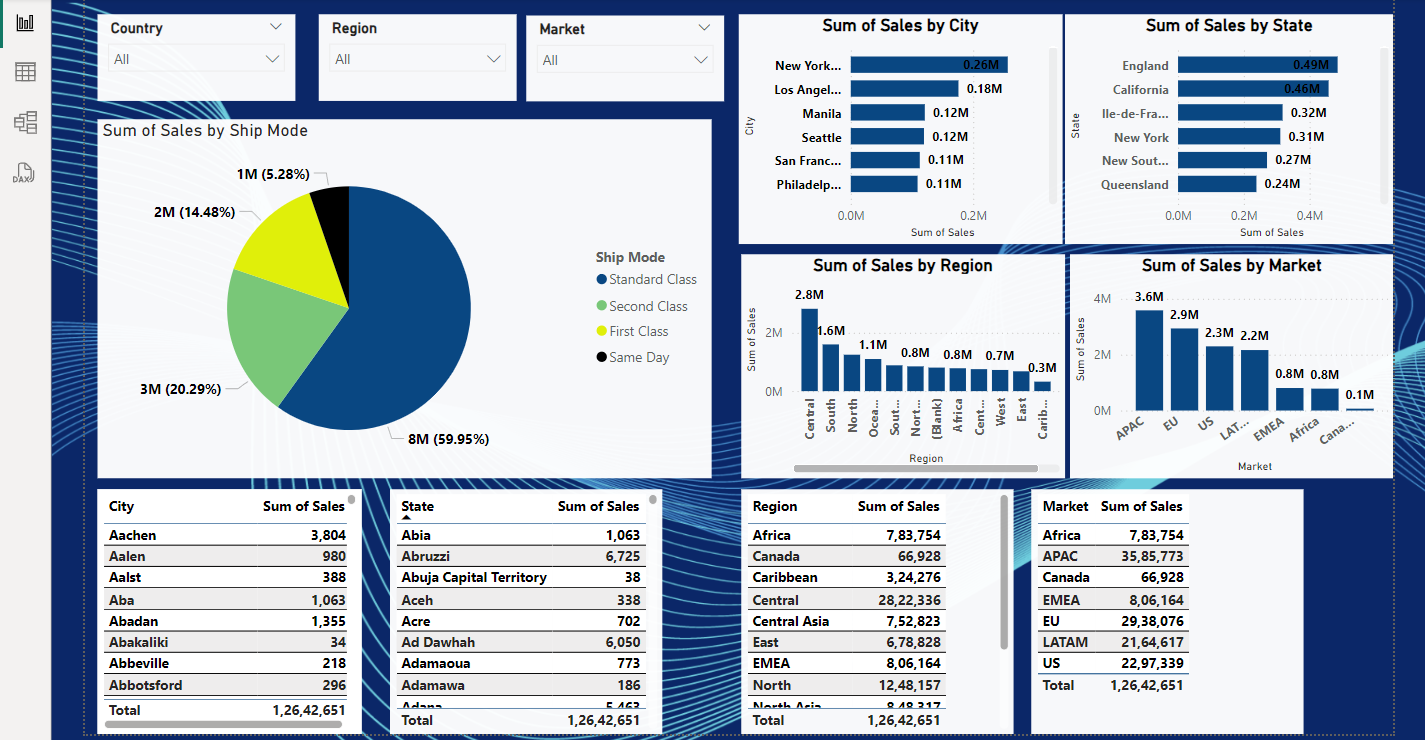 DAX
Country
All
Region
All
Market
All
Sum of Sales by City
City
New York... 0.26M
Los Angel... 0.18M
Manila 0.12M
Seattle 0.12M
San Franc... 0.11M
Philadelp... 0.11M
0.0M 0.2M
Sum of Sales
Sum of Sales by State
State
England 0.49M
California 0.46M
Ile-de-Fra... 0.32M
New York 0.31M
New Sout... 0.27M
Queensland 0.24M
0.0M 0.2M 0.4M
Sum of Sales
Sum of Sales by Ship Mode
1M (5.28%)
2M (14.48%)
3M (20.29%)
8M (59.95%)
Ship Mode
Standard Class
Second Class
First Class
Same Day
Sum of Sales by Region
Sum of Sales
2M
0M
2.8M 1.6M 1.1M 0.8M 0.8M 0.7M 0.3M
Central South North Ocea... Sout... Nort... (Blank) Africa Cent... West East Carib...
Region
Sum of Sales by Market
Sum of Sales
4M
2M
0M
3.6M 2.9M 2.3M 2.2M 0.8M 0.8M 0.1M
APAC EU US LAT... EMEA Africa Cana...
Market
City Sum of Sales
Aachen 3,804
Aalen 980
Aalst 388
Aba 1,063
Abadan 1,355
Abakaliki 34
Abbeville 218
Abbotsford 296
Total 1,26,42,651
State Sum of Sales
Abia 1,063
Abruzzi 6,725
Abuja Capital Territory 38
Aceh 338
Acre 702
Ad Dawhah 6,050
Adamaoua 773
Adamawa 186
Adana 5,463
Total 1,26,42,651
Region Sum of Sales
Africa 7,83,754
Canada 66,928
Caribbean 3,24,276
Central 28,22,336
Central Asia 7,52,823
East 6,78,828
EMEA 8,06,164
North 12,48,157
North Asia 8,48,317
Total 1,26,42,651
Market Sum of Sales
Africa 7,83,754
APAC 35,85,773
Canada 66,928
EMEA 8,06,164
EU 29,38,076
LATAM 21,64,617
US 22,97,339
Total 1,26,42,651